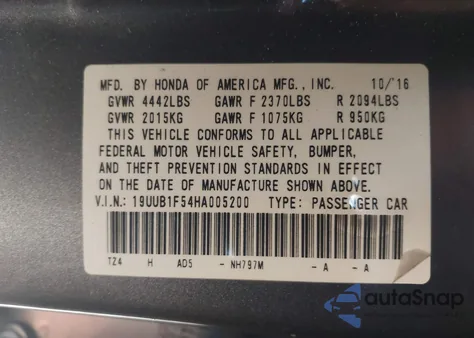 MFD. BY HONDA OF AMERICA MFG., INC. 10/'16
GVWR 4442LBS GAWR F 2370LBS R 2094LBS
GVWR 2015KG GAWR F 1075KG R 950KG
THIS VEHICLE CONFORMS TO ALL APPLICABLE
FEDERAL MOTOR VEHICLE SAFETY, BUMPER,
AND THEFT PREVENTION STANDARDS IN EFFECT
ON THE DATE OF MANUFACTURE SHOWN ABOVE.
V.I.N.: 19UUB1F54HA005200 TYPE: PASSENGER CAR
TZ4 H AD5 - NH797M - A - A
autoSnap